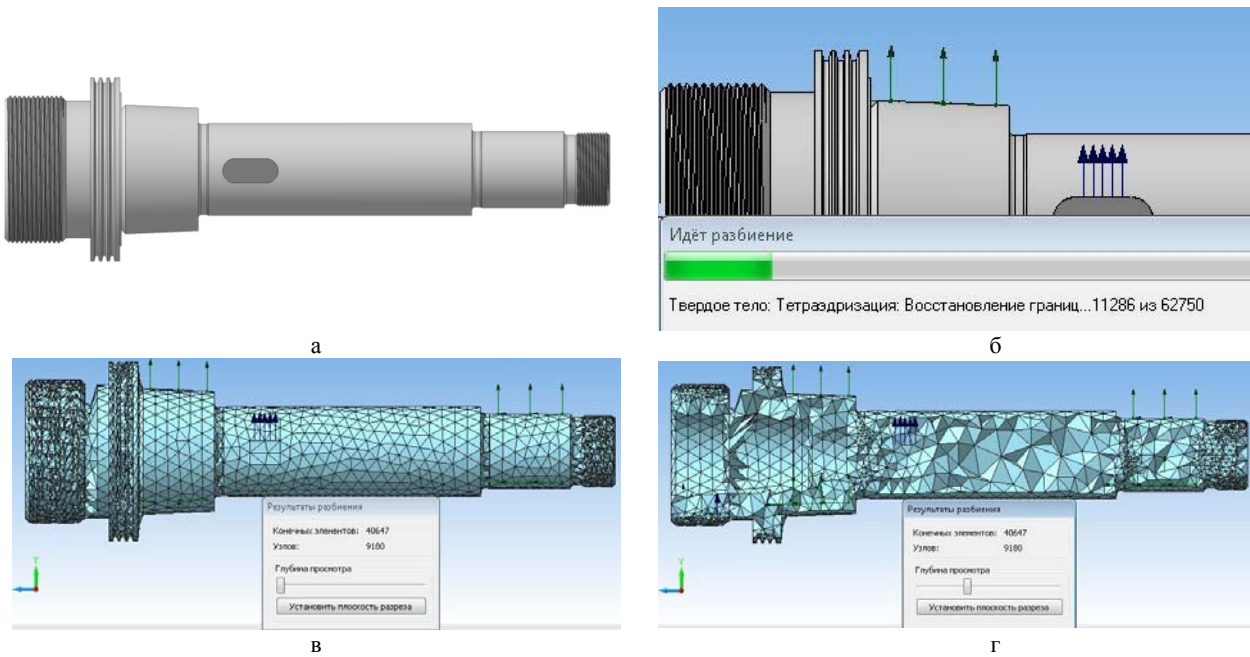 Идёт разбиение
Твердое тело: Тетраэдризация: Восстановление границ...11286 из 62750
а
б
Результаты разбиения
Конечных элементов: 40647
Узлов: 9180
Глубина просмотра
Установить плоскость разреза
Y
Результаты разбиения
Конечных элементов: 40647
Узлов: 9180
Глубина просмотра
Установить плоскость разреза
Y
в
г